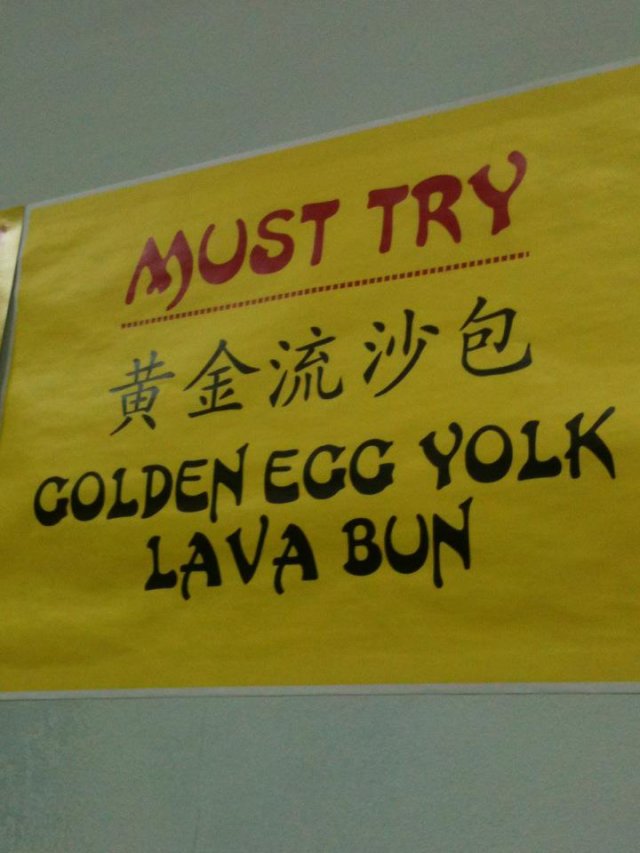 MUST TRY
黄金流沙包
GOLDEN EGG YOLK
LAVA BUN